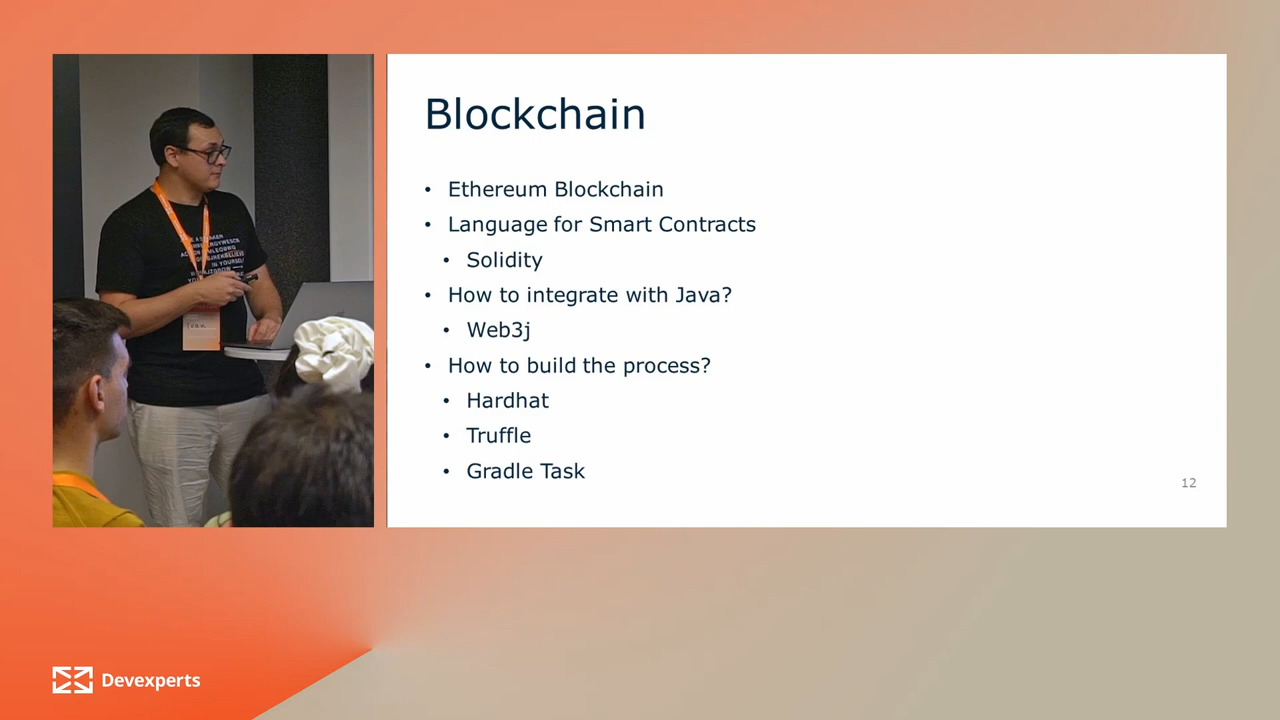 Blockchain
• Ethereum Blockchain
• Language for Smart Contracts
• Solidity
• How to integrate with Java?
• Web3j
• How to build the process?
• Hardhat
• Truffle
• Gradle Task
12
Ivan
Devexperts